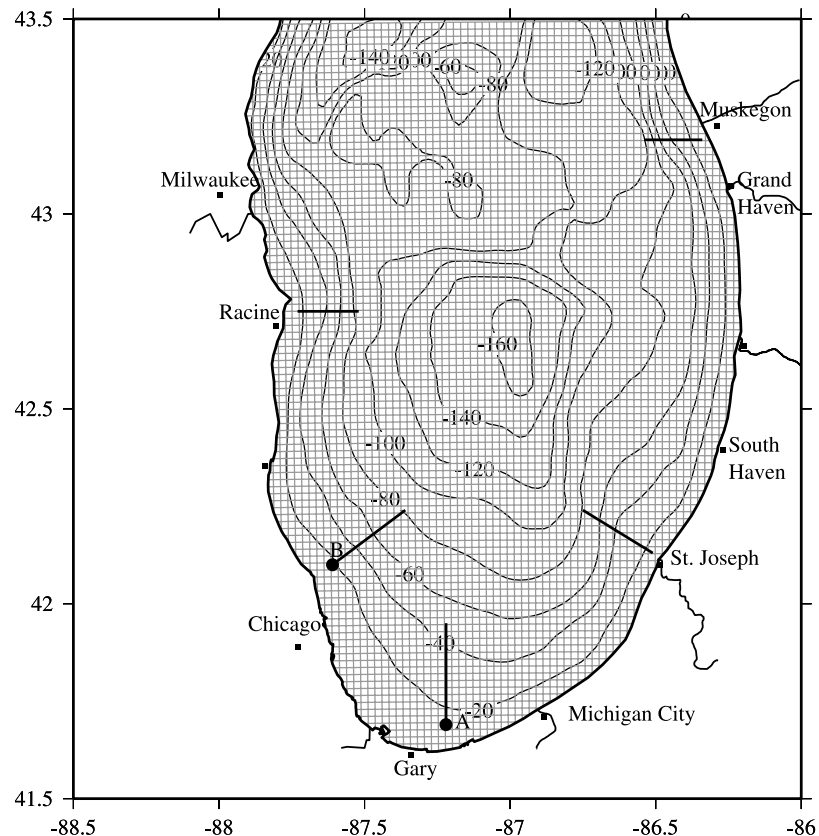 43.5
0
20
-140
-60
-80
-120
Muskegon
43
Milwaukee
-80
Grand
Haven
Racine
-160
42.5
-140
-100
-120
South
Haven
-80
B
St. Joseph
42
-60
Chicago
-40
-20
A
Michigan City
Gary
41.5
-88.5
-88
-87.5
-87
-86.5
-86